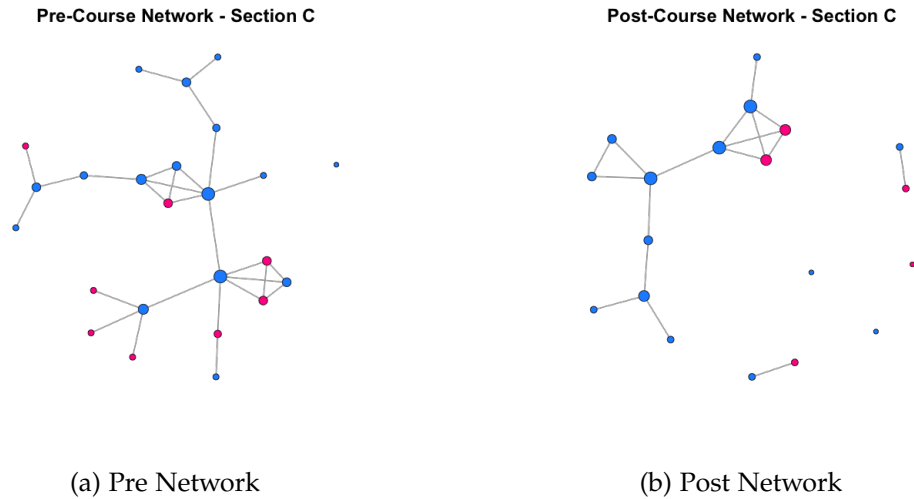 Pre-Course Network - Section C
Post-Course Network - Section C
(a) Pre Network
(b) Post Network